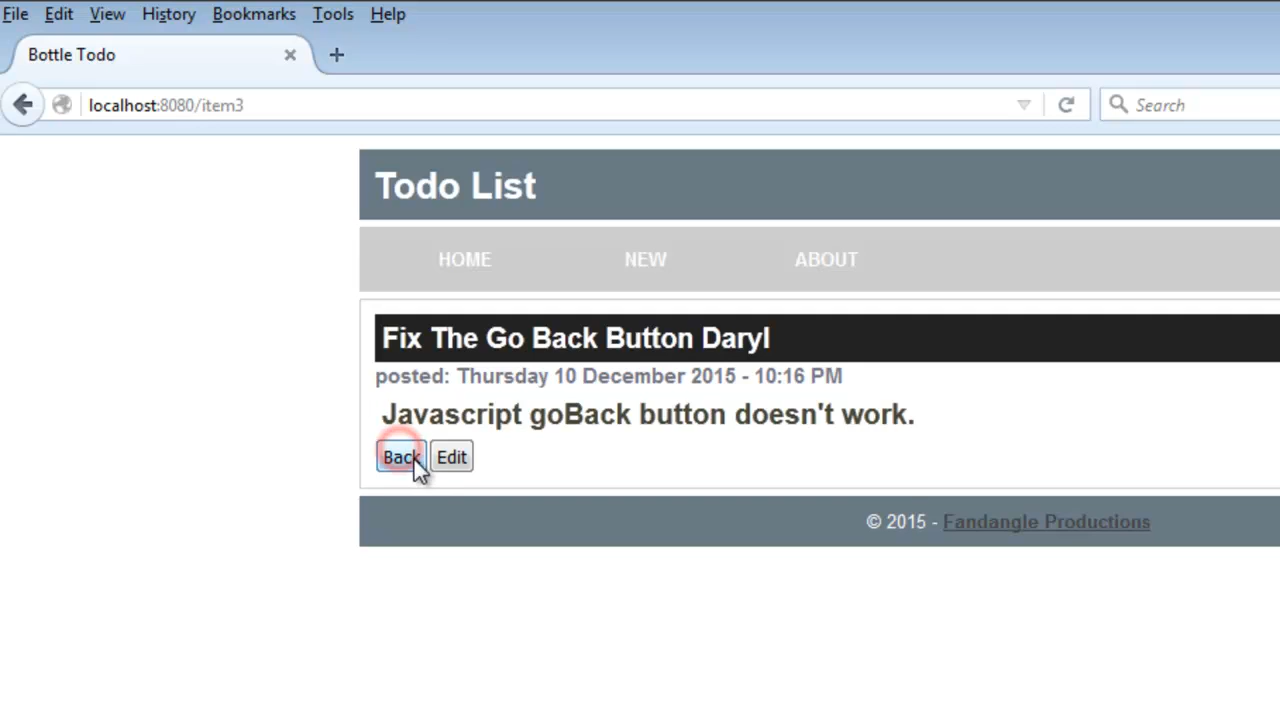 File Edit View History Bookmarks Tools Help
Bottle Todo
localhost:8080/item3
Search
Todo List
HOME NEW ABOUT
Fix The Go Back Button Daryl
posted: Thursday 10 December 2015 - 10:16 PM
Javascript goBack button doesn't work.
Back Edit
© 2015 - Fandangle Productions